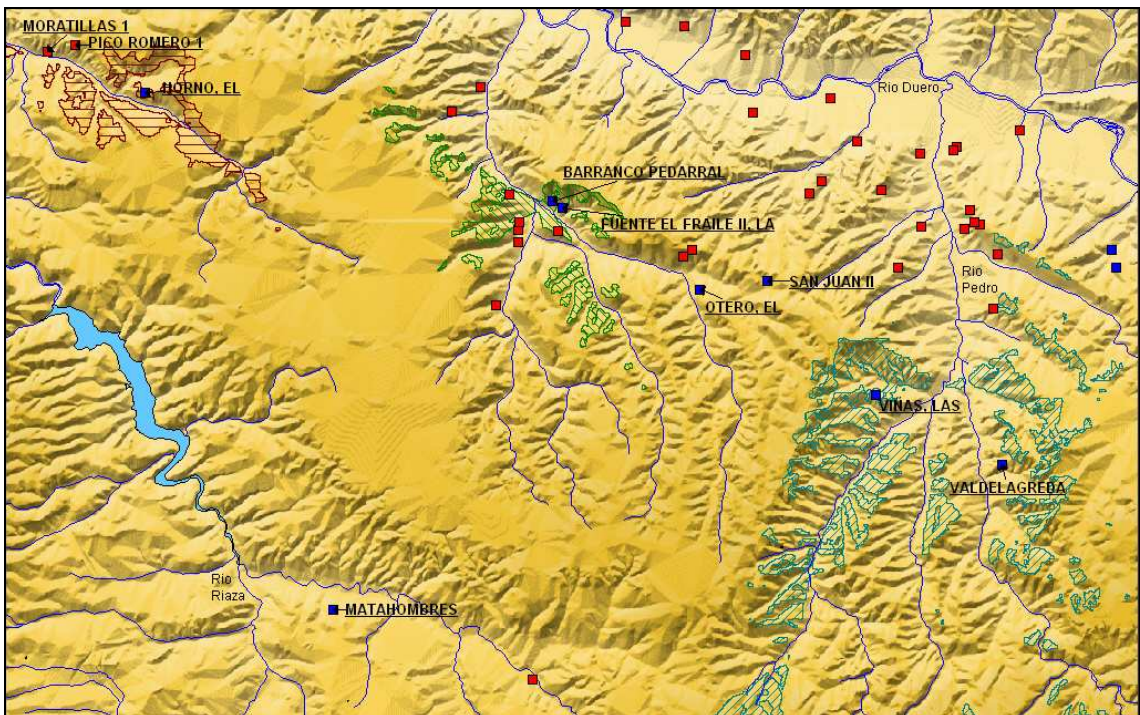 MORATILLAS 1
PICO ROMERO 1
HORNO, EL
Rio Duero
BARRANCO PEDARRAL
FUENTE EL FRAILE II, LA
SAN JUAN II
Rio
Pedro
OTERO, EL
VIÑAS, LAS
VALDELAGREDA
Rio
Riaza
MATAHOMBRES